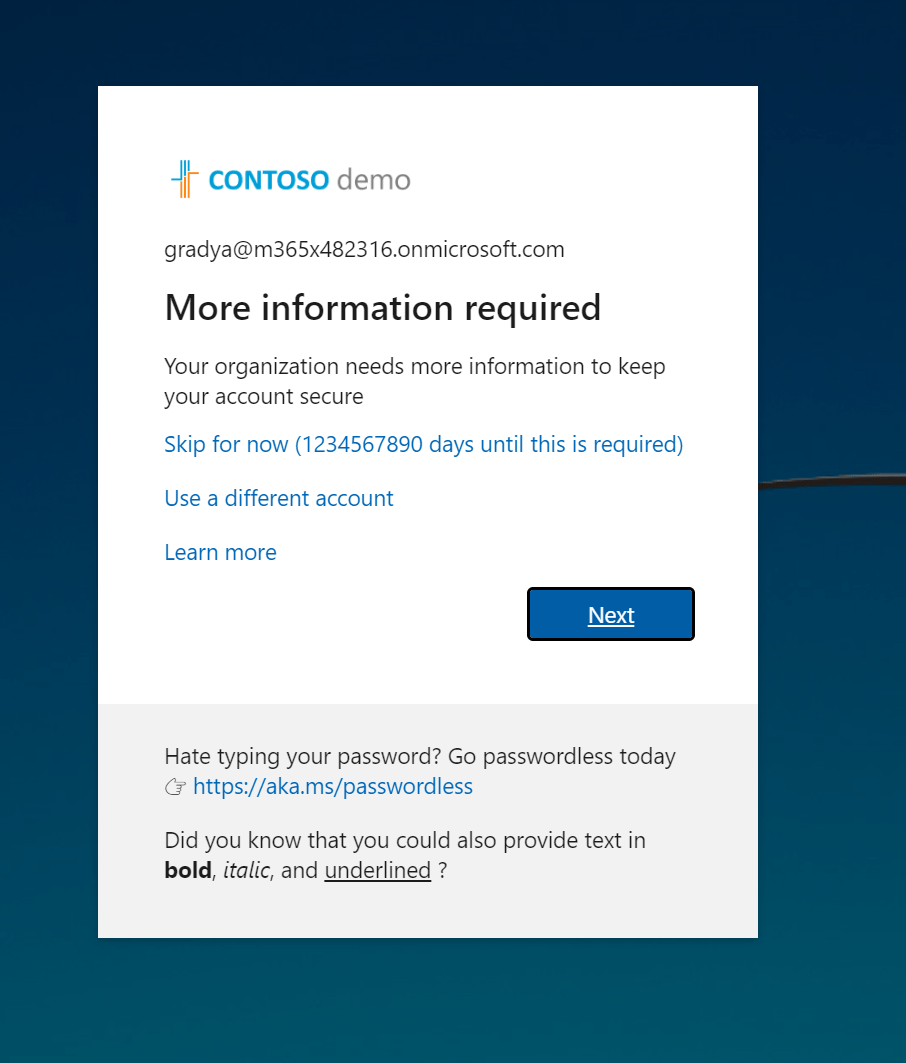 CONTOSO demo
gradya@m365x482316.onmicrosoft.com
More information required
Your organization needs more information to keep
your account secure
Skip for now (1234567890 days until this is required)
Use a different account
Learn more
Next
Hate typing your password? Go passwordless today
👉 https://aka.ms/passwordless
Did you know that you could also provide text in
bold, italic, and underlined ?